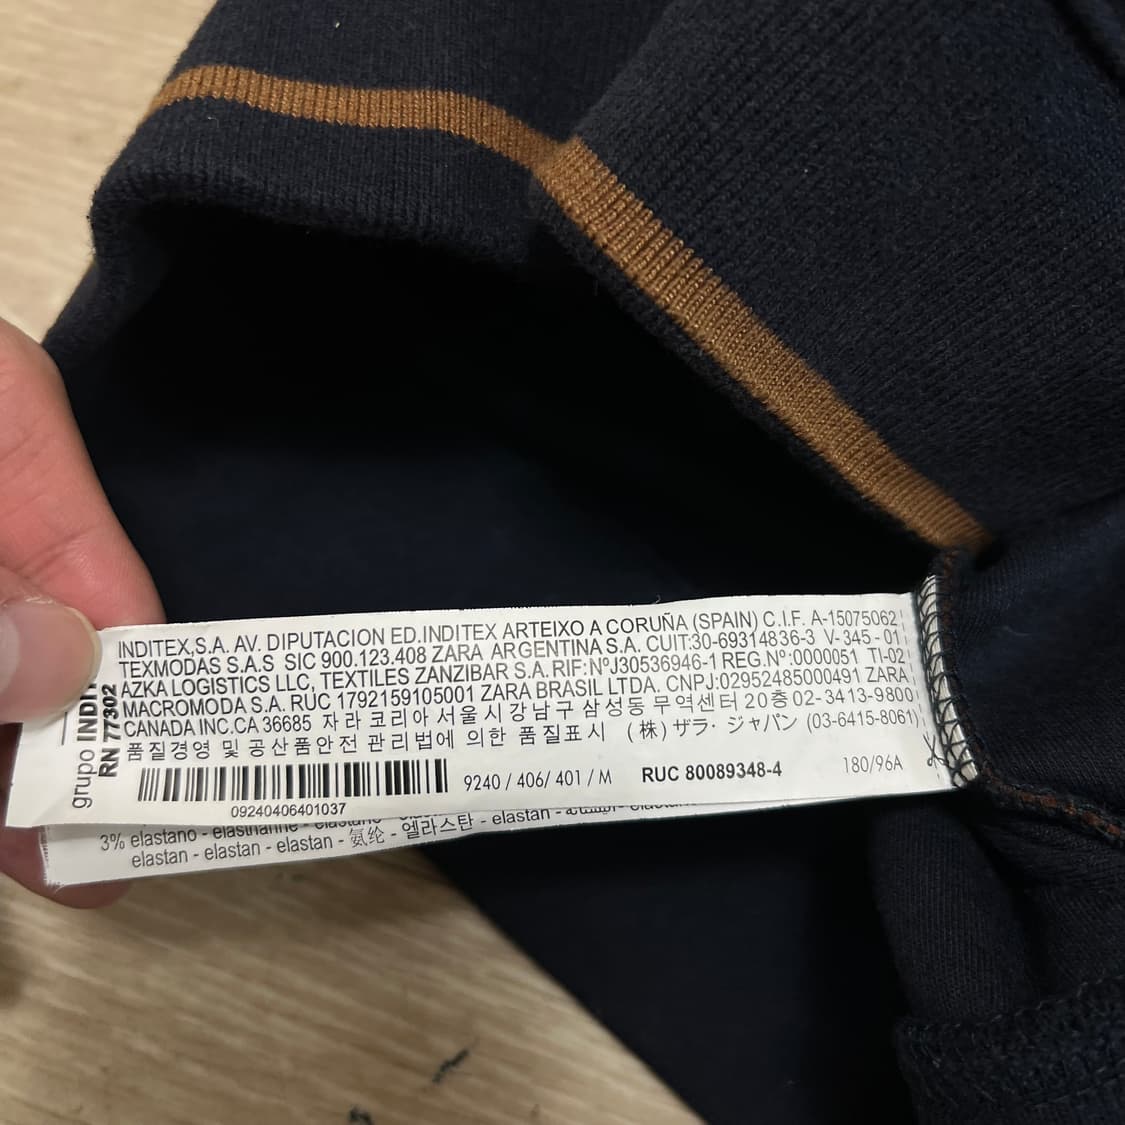 INDITEX,S.A. AV. DIPUTACION ED.INDITEX ARTEIXO A CORUÑA (SPAIN) C.I.F. A-15075062
TEXMODAS S.A.S SIC 900.123.408 ZARA ARGENTINA S.A. CUIT:30-69314836-3 V-345-01
AZKA LOGISTICS LLC, TEXTILES ZANZIBAR S.A. RIF:NºJ30536946-1 REG.Nº:0000051 TI-02
MACROMODA S.A. RUC 1792159105001 ZARA BRASIL LTDA. CNPJ:02952485000491 ZARA
CANADA INC.CA 36685 자라 코리아 서울시 강남구 삼성동 무역센터 20층 02-3413-9800
품질경영 및 공산품안전 관리법에 의한 품질표시 (株)ザラ・ジャパン (03-6415-8061)
grupo INDIT
RN 77302
9240 / 406 / 401 / M RUC 80089348-4 180/96A
09240406401037
3% elastano - elasthanne - elastano - elastan
elastan - elastan - elastan - 氨纶 - 엘라스탄 - elastan